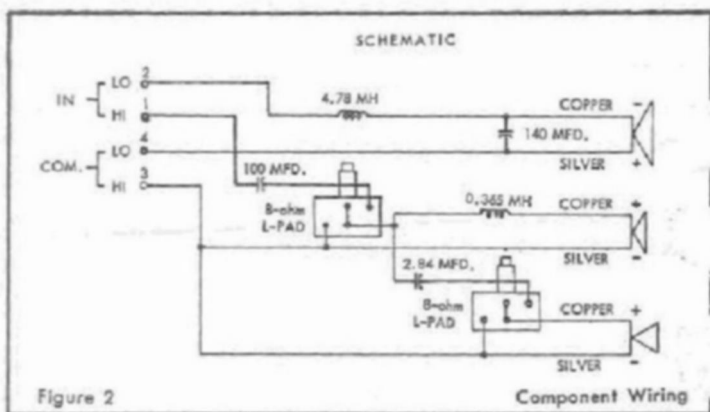 SCHEMATIC
LO 2
IN
1
HI
4.78 MH
COPPER -
140 MFD.
LO 4
COM.
HI 3
SILVER +
100 MFD.
8-ohm
L-PAD
0.365 MH
COPPER +
SILVER -
2.84 MFD.
8-ohm
L-PAD
COPPER +
SILVER -
Figure 2
Component Wiring